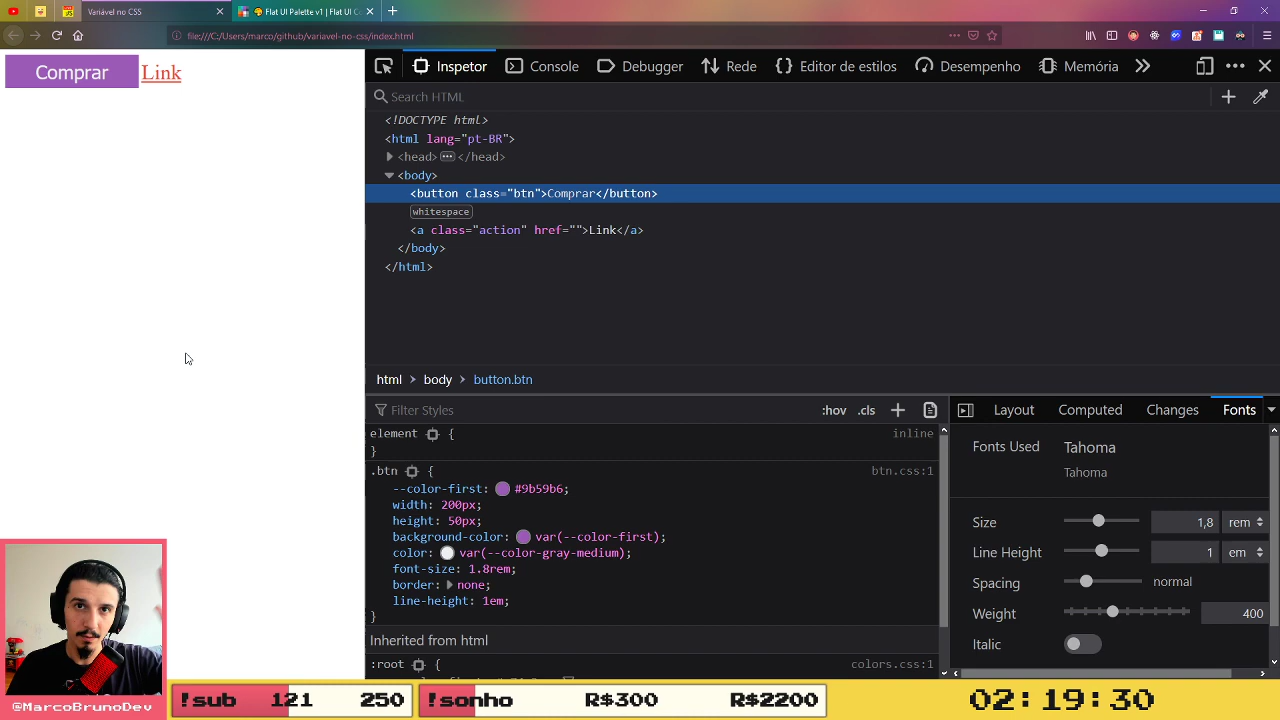 Variável no CSS
Flat UI Palette v1 | Flat UI Co
file:///C:/Users/marco/github/variavel-no-css/index.html
Comprar Link
Inspetor Console Debugger Rede Editor de estilos Desempenho Memória
Search HTML
<!DOCTYPE html>
<html lang="pt-BR">
<head> ••• </head>
<body>
<button class="btn">Comprar</button>
whitespace
<a class="action" href="">Link</a>
</body>
</html>
html > body > button.btn
Filter Styles :hov .cls + Layout Computed Changes Fonts
element { inline
}
.btn { btn.css:1
--color-first: #9b59b6;
width: 200px;
height: 50px;
background-color: var(--color-first);
color: var(--color-gray-medium);
font-size: 1.8rem;
border: none;
line-height: 1em;
}
Inherited from html
:root { colors.css:1
Fonts Used Tahoma
Tahoma
Size 1,8 rem
Line Height 1 em
Spacing normal
Weight 400
Italic
@MarcoBrunoDev
!sub 121 250 !sonho R$300 R$2200 02:19:30